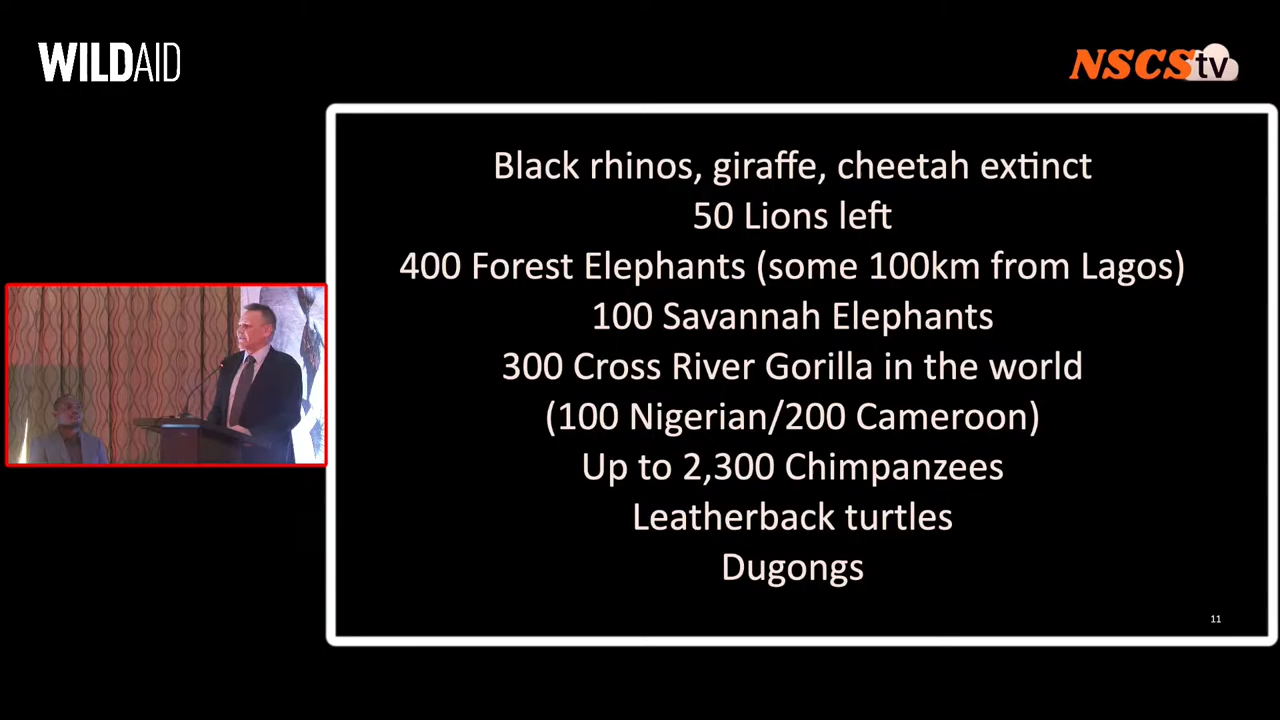 WILDAID
NSCS tv
Black rhinos, giraffe, cheetah extinct
50 Lions left
400 Forest Elephants (some 100km from Lagos)
100 Savannah Elephants
300 Cross River Gorilla in the world
(100 Nigerian/200 Cameroon)
Up to 2,300 Chimpanzees
Leatherback turtles
Dugongs
11